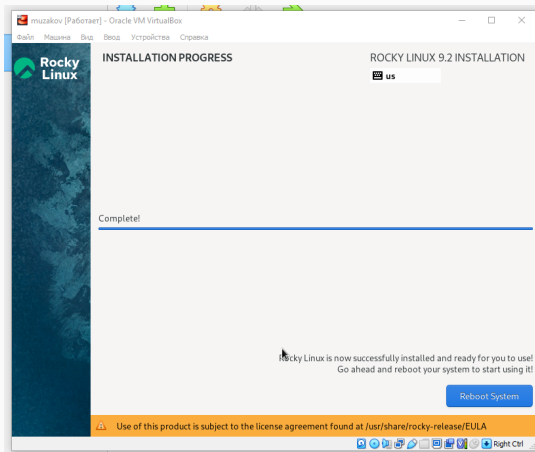 muzakov [Работает] - Oracle VM VirtualBox
Файл Машина Вид Ввод Устройства Справка
Rocky
Linux
INSTALLATION PROGRESS
ROCKY LINUX 9.2 INSTALLATION
us
Complete!
Rocky Linux is now successfully installed and ready for you to use!
Go ahead and reboot your system to start using it!
Reboot System
Use of this product is subject to the license agreement found at /usr/share/rocky-release/EULA
Right Ctrl